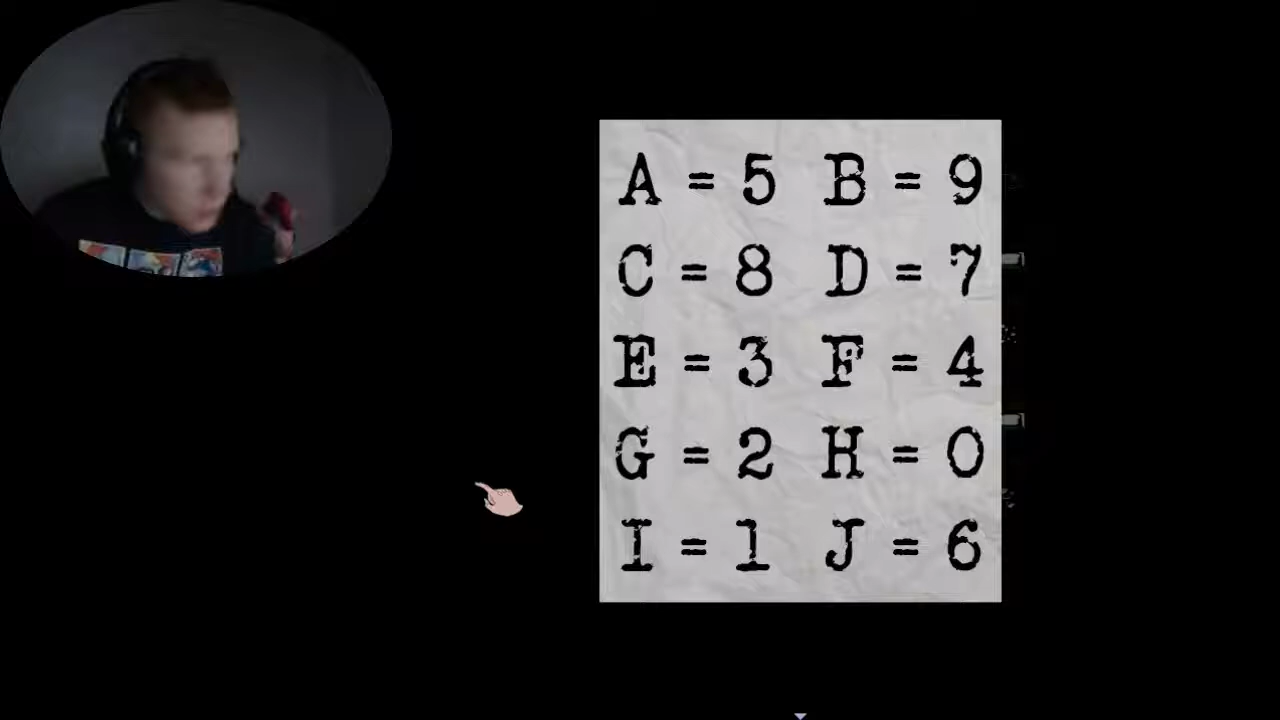 A = 5 B = 9
C = 8 D = 7
E = 3 F = 4
G = 2 H = 0
I = 1 J = 6